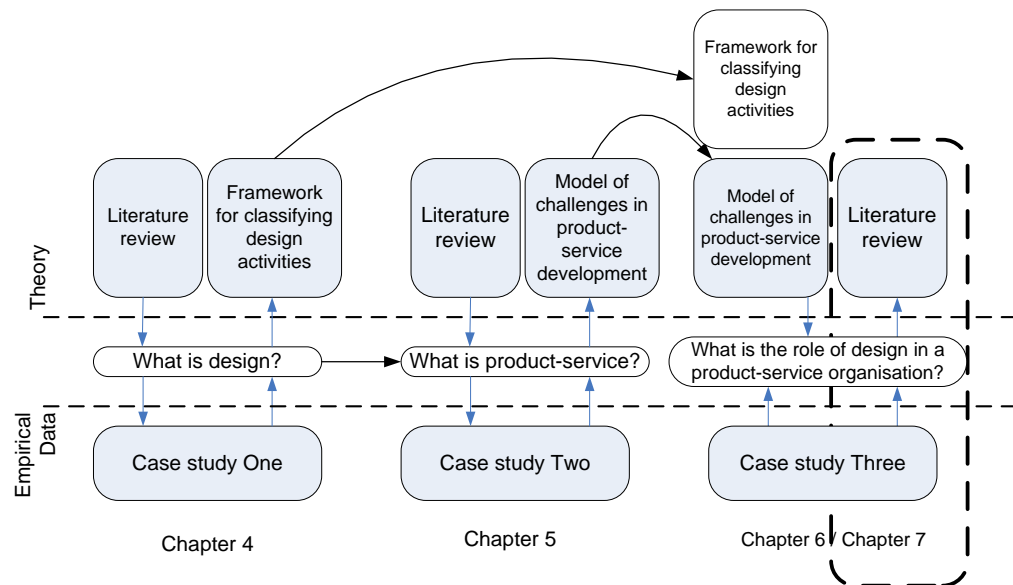 Framework for
classifying
design
activities
Literature
review
Framework
for classifying
design
activities
Literature
review
Model of
challenges in
product-
service
development
Model of
challenges in
product-service
development
Literature
review
Theory
What is design?
What is product-service?
What is the role of design in a
product-service organisation?
Empirical
Data
Case study One
Case study Two
Case study Three
Chapter 4
Chapter 5
Chapter 6 / Chapter 7